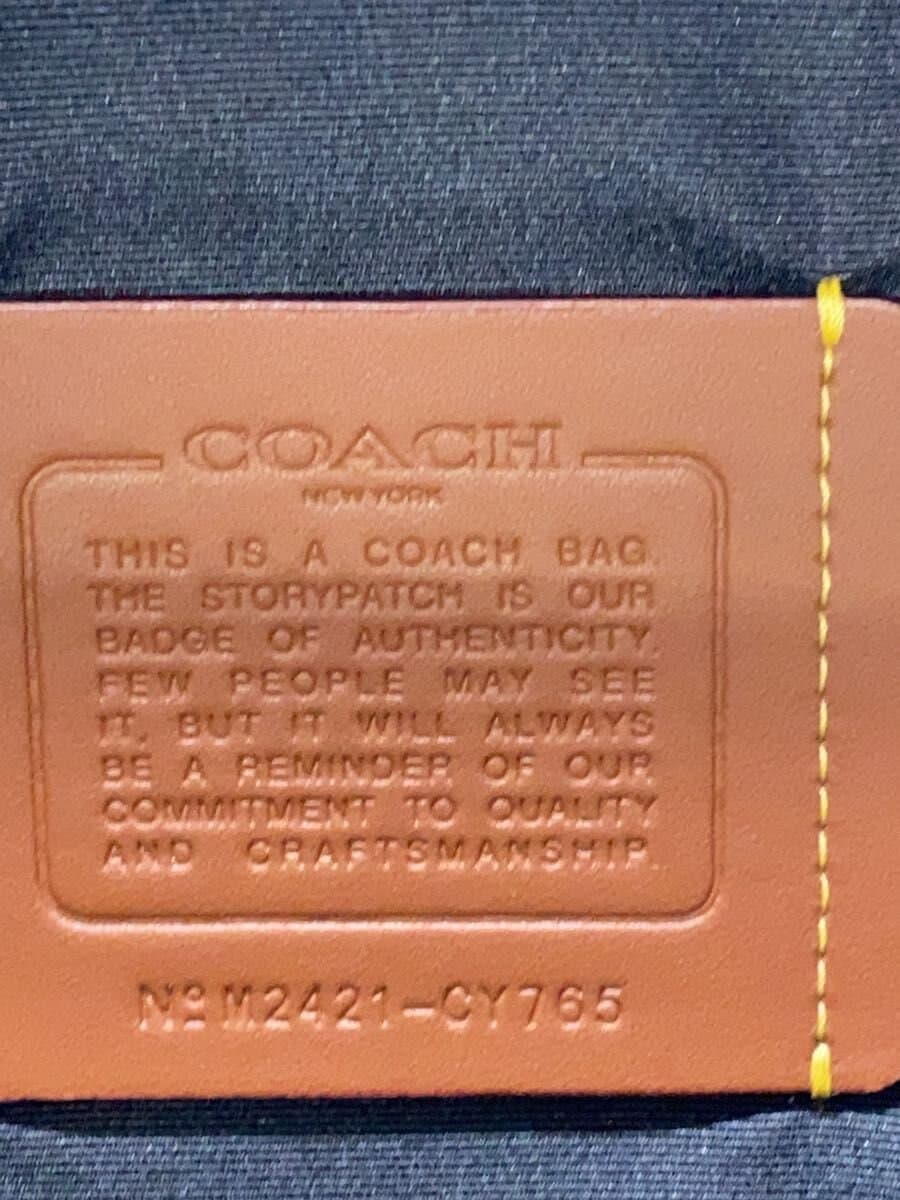 COACH
NEW YORK
THIS IS A COACH BAG.
THE STORYPATCH IS OUR
BADGE OF AUTHENTICITY.
FEW PEOPLE MAY SEE
IT, BUT IT WILL ALWAYS
BE A REMINDER OF OUR
COMMITMENT TO QUALITY
AND CRAFTSMANSHIP.
Nº M2421-CY765